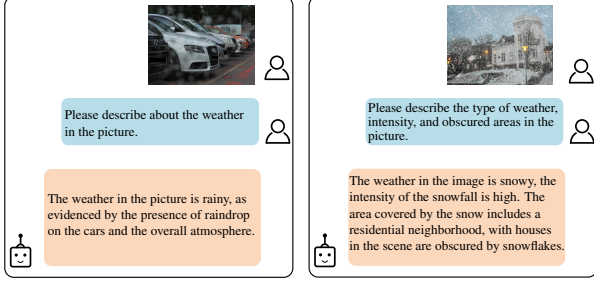 Please describe about the weather
in the picture.
The weather in the picture is rainy, as
evidenced by the presence of raindrop
on the cars and the overall atmosphere.
Please describe the type of weather,
intensity, and obscured areas in the
picture.
The weather in the image is snowy, the
intensity of the snowfall is high. The
area covered by the snow includes a
residential neighborhood, with houses
in the scene are obscured by snowflakes.